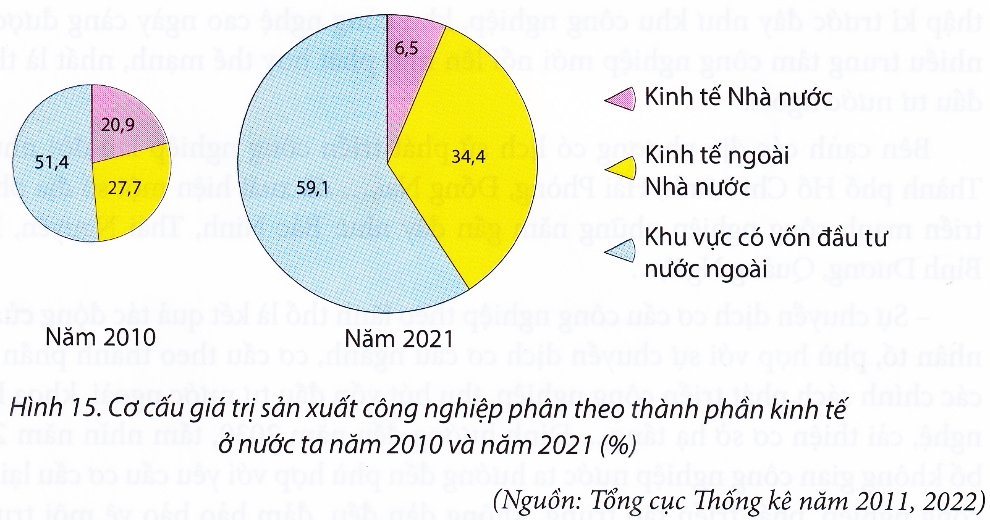 6,5
20,9
51,4
27,7
34,4
59,1
Kinh tế Nhà nước
Kinh tế ngoài
Nhà nước
Khu vực có vốn đầu tư
nước ngoài
Năm 2010
Năm 2021
Hình 15. Cơ cấu giá trị sản xuất công nghiệp phân theo thành phần kinh tế
ở nước ta năm 2010 và năm 2021 (%)
(Nguồn: Tổng cục Thống kê năm 2011, 2022)